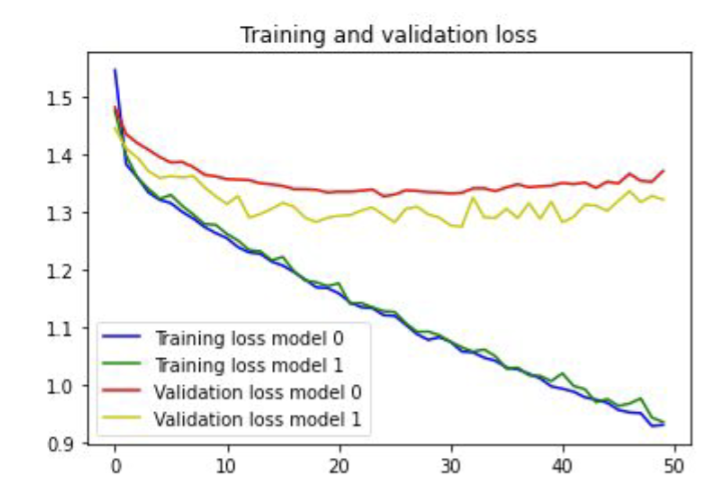 Training and validation loss
1.5
1.4
1.3
1.2
1.1
1.0
0.9
Training loss model 0
Training loss model 1
Validation loss model 0
Validation loss model 1
0 10 20 30 40 50